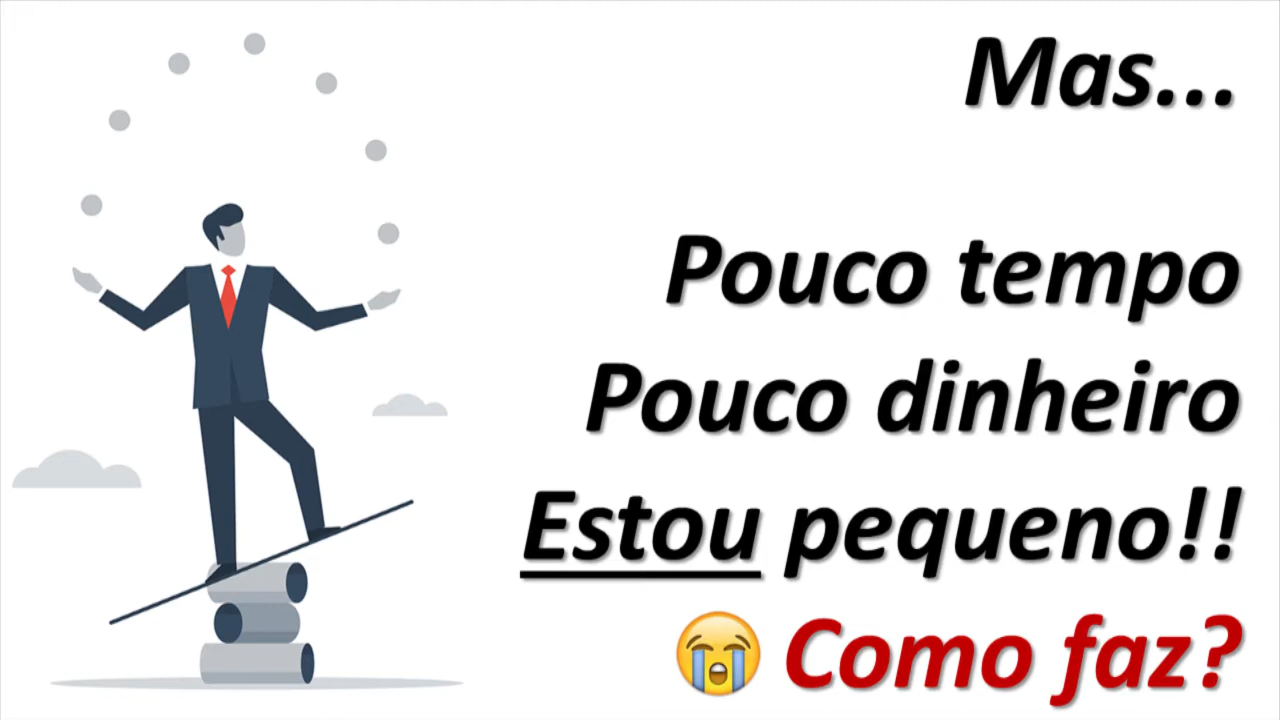 Mas...
Pouco tempo
Pouco dinheiro
Estou pequeno!!
😭 Como faz?